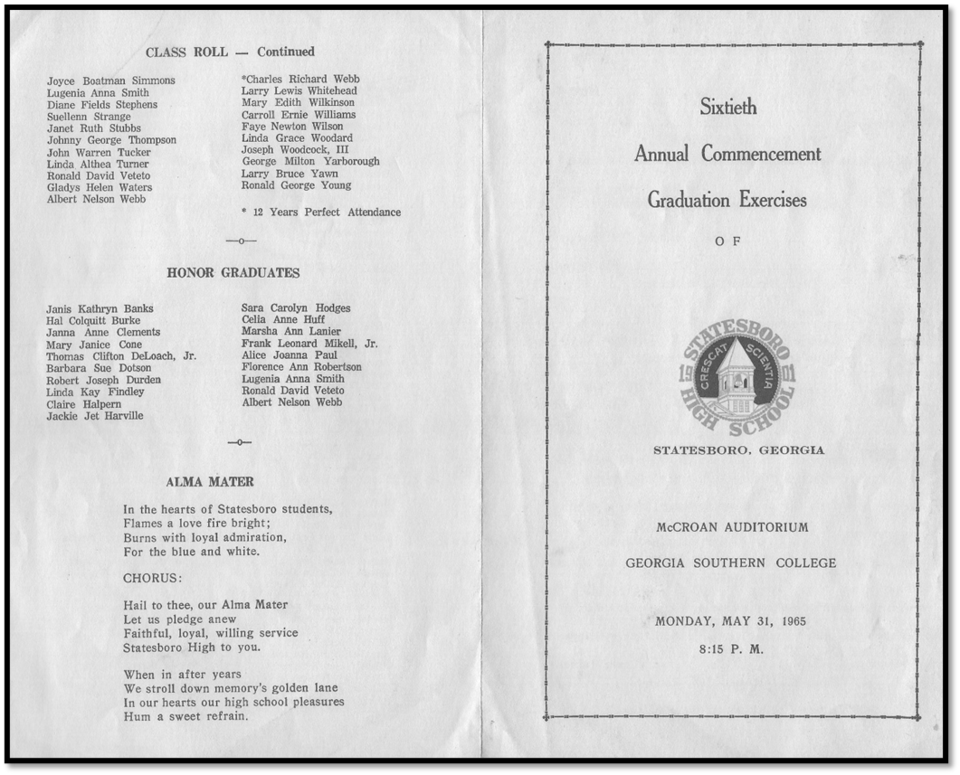 CLASS ROLL — Continued
Joyce Boatman Simmons
Lugenia Anna Smith
Diane Fields Stephens
Suellenn Strange
Janet Ruth Stubbs
Johnny George Thompson
John Warren Tucker
Linda Althea Turner
Ronald David Veteto
Gladys Helen Waters
Albert Nelson Webb
*Charles Richard Webb
Larry Lewis Whitehead
Mary Edith Wilkinson
Carroll Ernie Williams
Faye Newton Wilson
Linda Grace Woodard
Joseph Woodcock, III
George Milton Yarborough
Larry Bruce Yawn
Ronald George Young
* 12 Years Perfect Attendance
HONOR GRADUATES
Janis Kathryn Banks
Hal Colquitt Burke
Janna Anne Clements
Mary Janice Cone
Thomas Clifton DeLoach, Jr.
Barbara Sue Dotson
Robert Joseph Durden
Linda Kay Findley
Claire Halpern
Jackie Jet Harville
Sara Carolyn Hodges
Celia Anne Huff
Marsha Ann Lanier
Frank Leonard Mikell, Jr.
Alice Joanna Paul
Florence Ann Robertson
Lugenia Anna Smith
Ronald David Veteto
Albert Nelson Webb
ALMA MATER
In the hearts of Statesboro students,
Flames a love fire bright;
Burns with loyal admiration,
For the blue and white.
CHORUS:
Hail to thee, our Alma Mater
Let us pledge anew
Faithful, loyal, willing service
Statesboro High to you.
When in after years
We stroll down memory's golden lane
In our hearts our high school pleasures
Hum a sweet refrain.
Sixtieth
Annual Commencement
Graduation Exercises
OF
STATESBORO
CRESCAT SCIENTIA
1901
HIGH SCHOOL
STATESBORO, GEORGIA
McCROAN AUDITORIUM
GEORGIA SOUTHERN COLLEGE
MONDAY, MAY 31, 1965
8:15 P. M.